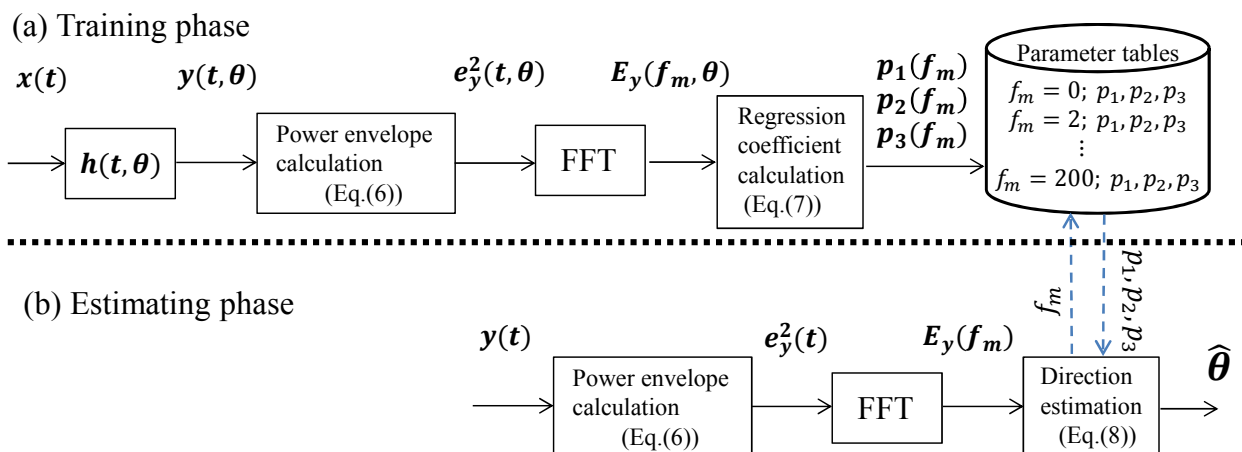 (a) Training phase
x(t)
y(t, θ)
e_y^2(t, θ)
E_y(f_m, θ)
p_1(f_m)
p_2(f_m)
p_3(f_m)
h(t, θ)
Power envelope
calculation
(Eq.(6))
FFT
Regression
coefficient
calculation
(Eq.(7))
Parameter tables
f_m = 0; p_1, p_2, p_3
f_m = 2; p_1, p_2, p_3
⋮
f_m = 200; p_1, p_2, p_3
f_m
p_1, p_2, p_3
(b) Estimating phase
y(t)
e_y^2(t)
E_y(f_m)
Power envelope
calculation
(Eq.(6))
FFT
Direction
estimation
(Eq.(8))
θ̂